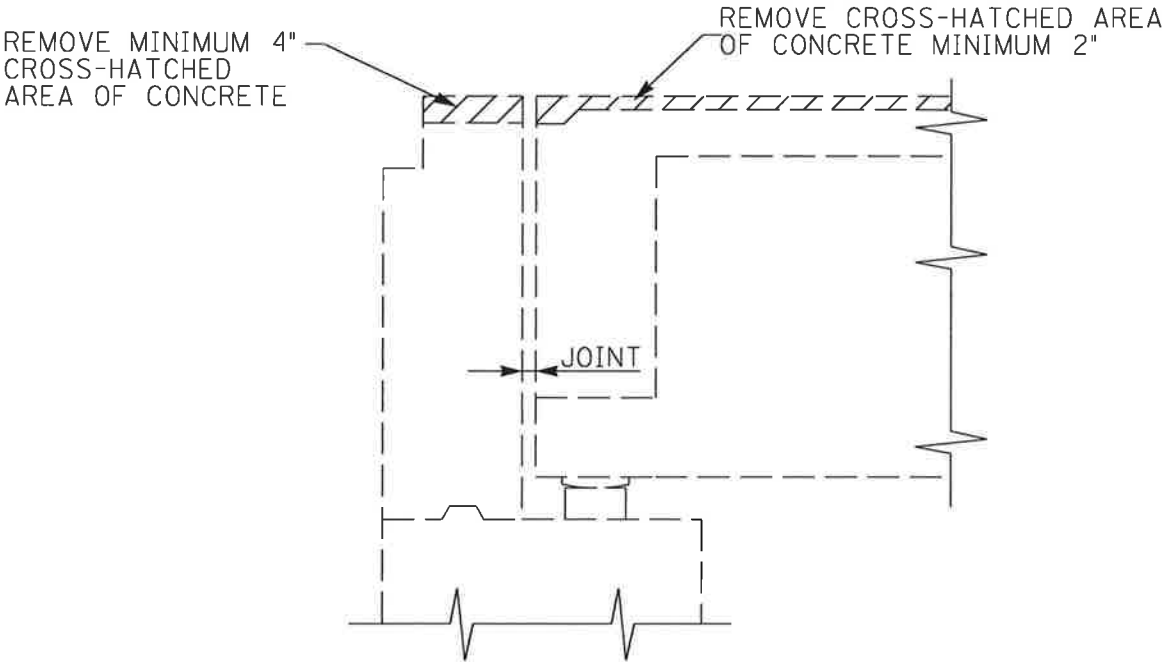 REMOVE MINIMUM 4"
CROSS-HATCHED
AREA OF CONCRETE
REMOVE CROSS-HATCHED AREA
OF CONCRETE MINIMUM 2"
JOINT